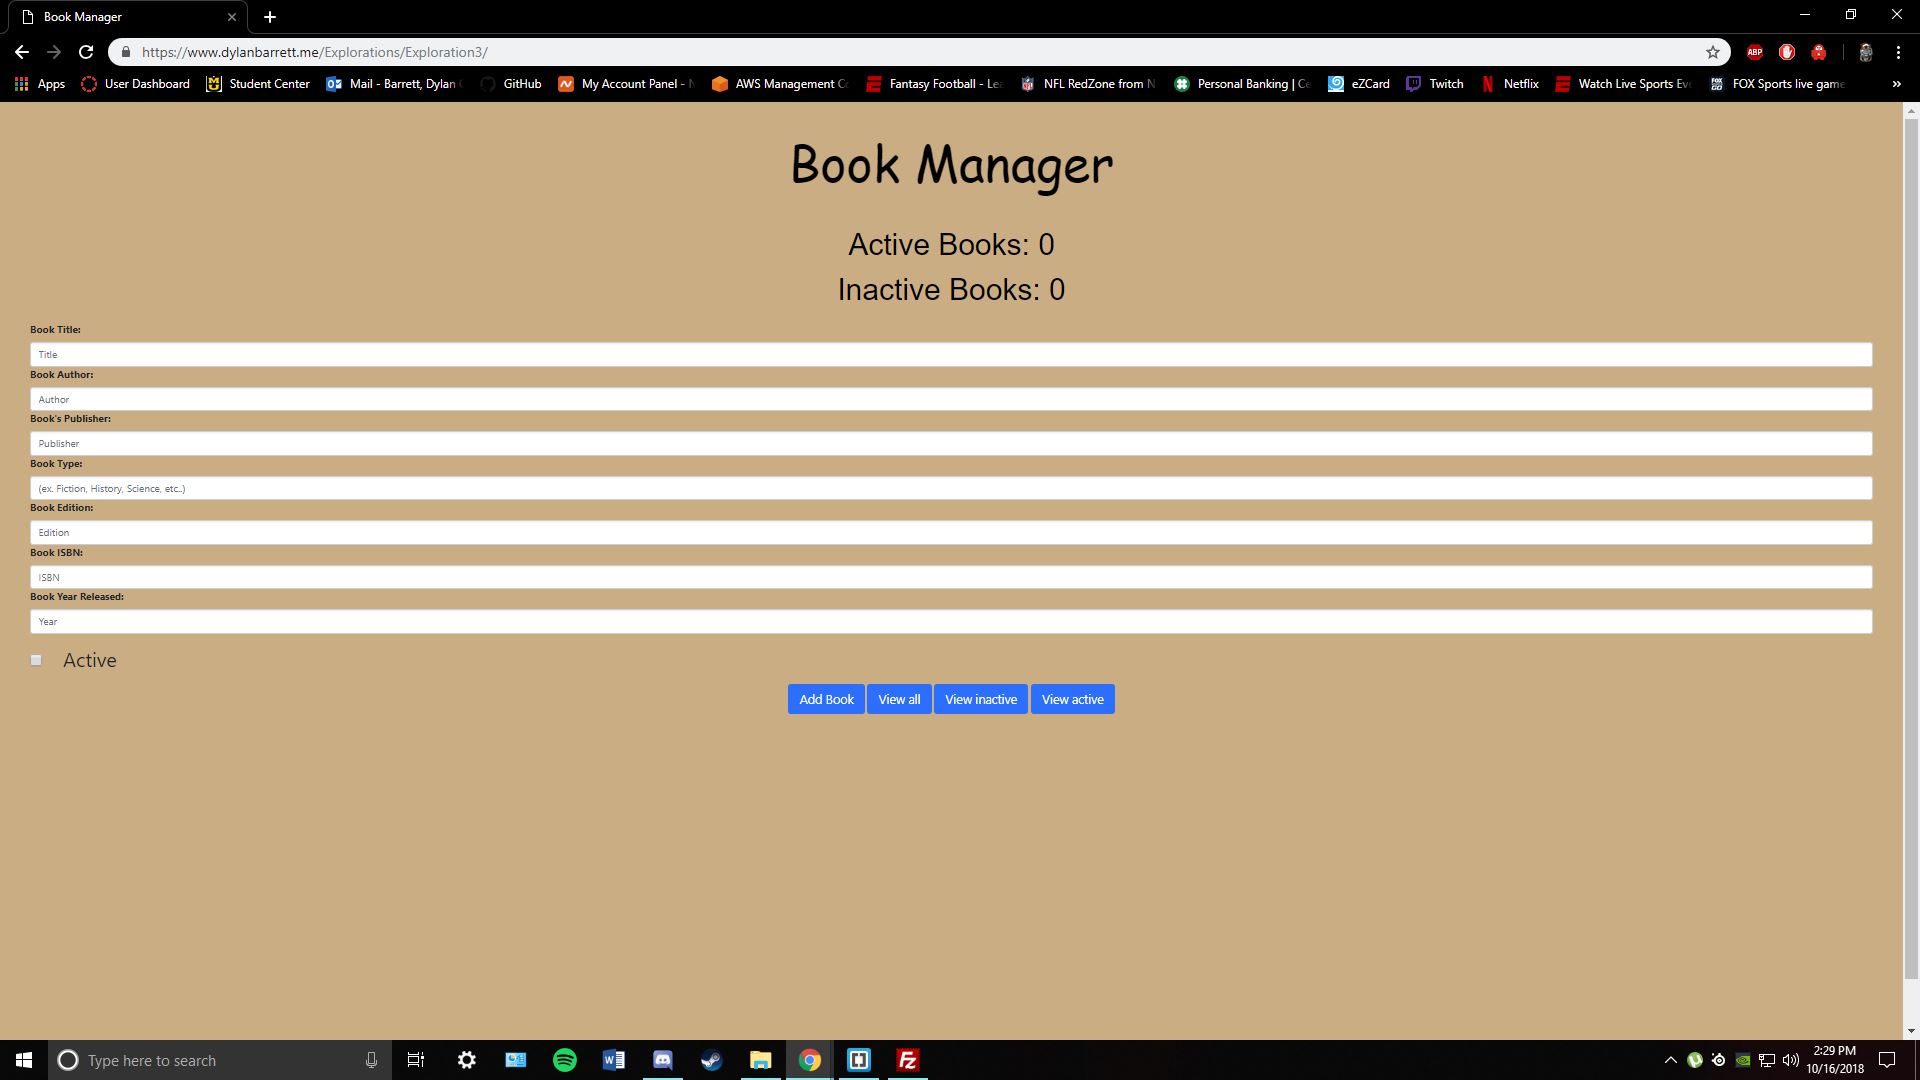 Book Manager
https://www.dylanbarrett.me/Explorations/Exploration3/
ABP
Apps User Dashboard Student Center Mail - Barrett, Dylan GitHub My Account Panel - AWS Management Fantasy Football - NFL RedZone from Personal Banking | eZCard Twitch Netflix Watch Live Sports FOX Sports live game
Book Manager
Active Books: 0
Inactive Books: 0
Book Title:
Title
Book Author:
Author
Book's Publisher:
Publisher
Book Type:
(ex. Fiction, History, Science, etc..)
Book Edition:
Edition
Book ISBN:
ISBN
Book Year Released:
Year
Active
Add Book View all View inactive View active
Type here to search
2:29 PM
10/16/2018